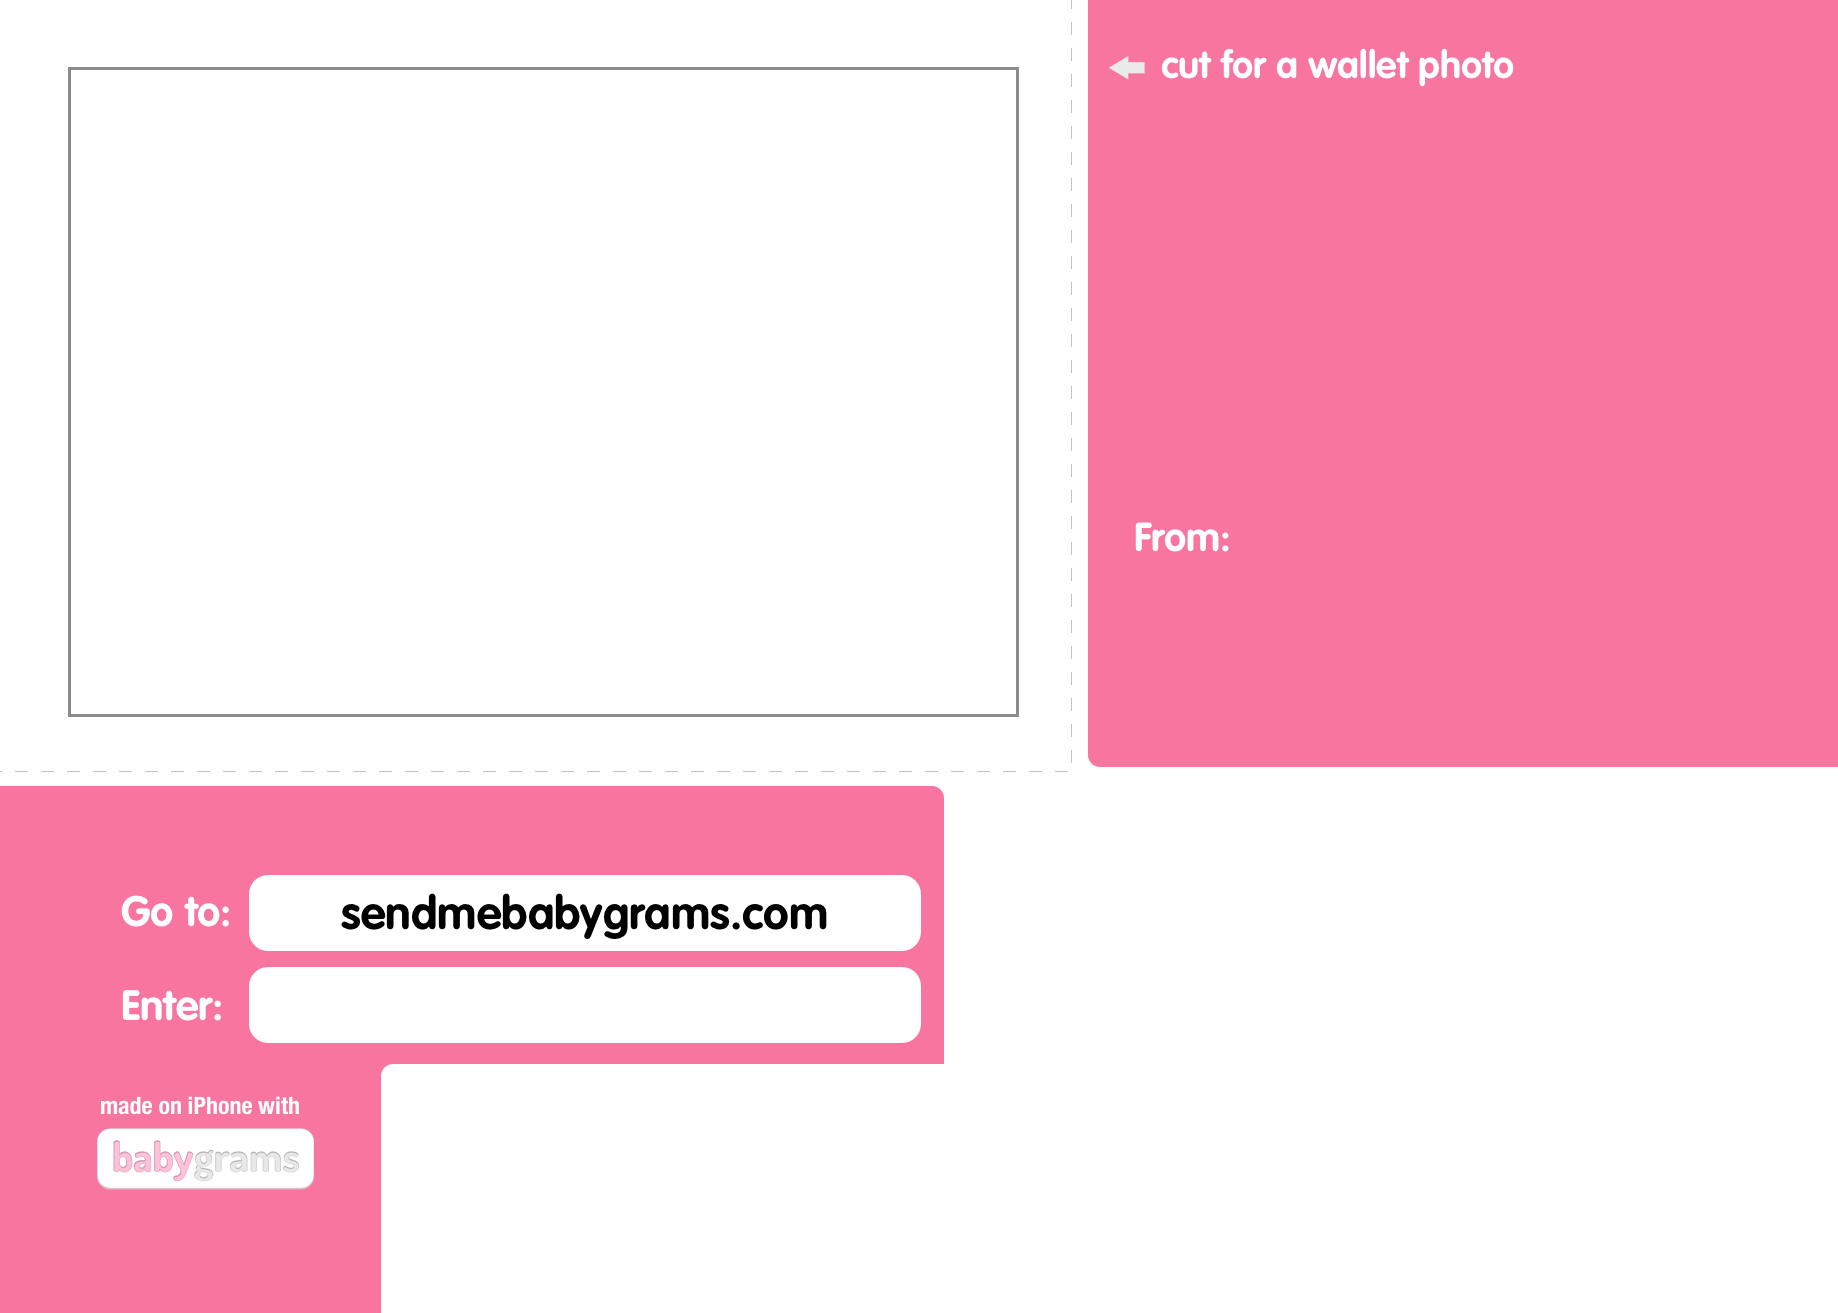 cut for a wallet photo
From:
Go to: sendmebabygrams.com
Enter:
made on iPhone with
babygrams